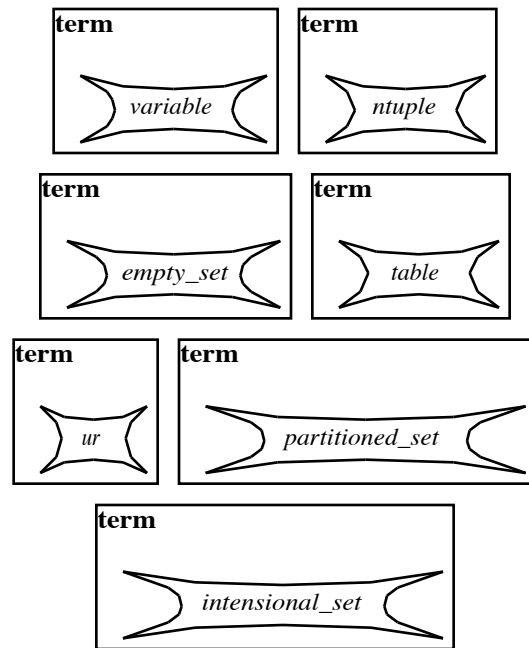 term
variable
term
ntuple
term
empty_set
term
table
term
ur
term
partitioned_set
term
intensional_set